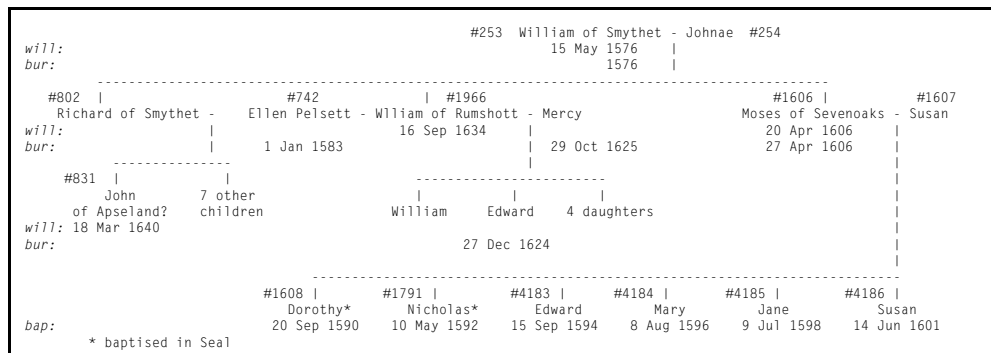 #253 William of Smythet - Johnae #254
will: 15 May 1576 |
bur: 1576 |
#802 | #742 | #1966 #1606 | #1607
Richard of Smythet - Ellen Pelsett - Wlliam of Rumshott - Mercy Moses of Sevenoaks - Susan
will: | 16 Sep 1634 | 20 Apr 1606 |
bur: | 1 Jan 1583 | 29 Oct 1625 27 Apr 1606 |
#831 | |
John 7 other | | |
of Apseland? children William Edward 4 daughters |
will: 18 Mar 1640 |
bur: 27 Dec 1624 |
#1608 | #1791 | #4183 | #4184 | #4185 | #4186 |
Dorothy* Nicholas* Edward Mary Jane Susan
bap: 20 Sep 1590 10 May 1592 15 Sep 1594 8 Aug 1596 9 Jul 1598 14 Jun 1601
* baptised in Seal